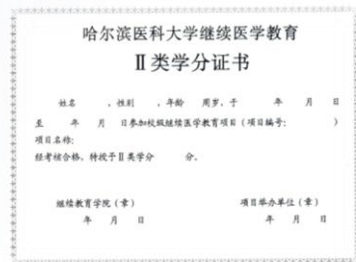 哈尔滨医科大学继续医学教育
Ⅱ类学分证书
姓名 ，性别 ，年龄 周岁，于 年 月 日
至 年 月 日参加校级继续医学教育项目（项目编号： ）
项目名称：
经考核合格，特授予Ⅱ类学分 分。
继续教育学院（章） 项目举办单位（章）
年 月 日 年 月 日